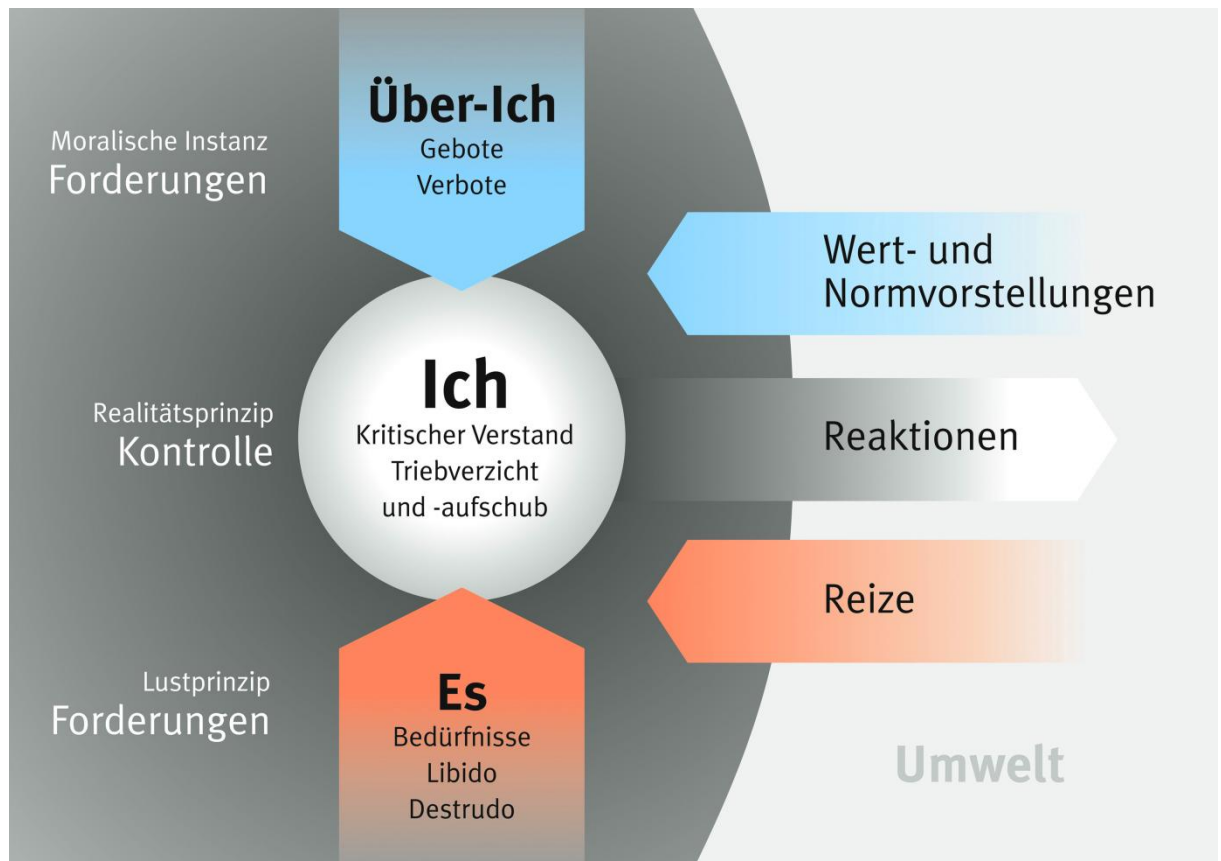 Moralische Instanz
Forderungen
Über-Ich
Gebote
Verbote
Wert- und
Normvorstellungen
Realitätsprinzip
Kontrolle
Ich
Kritischer Verstand
Triebverzicht
und -aufschub
Reaktionen
Reize
Lustprinzip
Forderungen
Es
Bedürfnisse
Libido
Destrudo
Umwelt